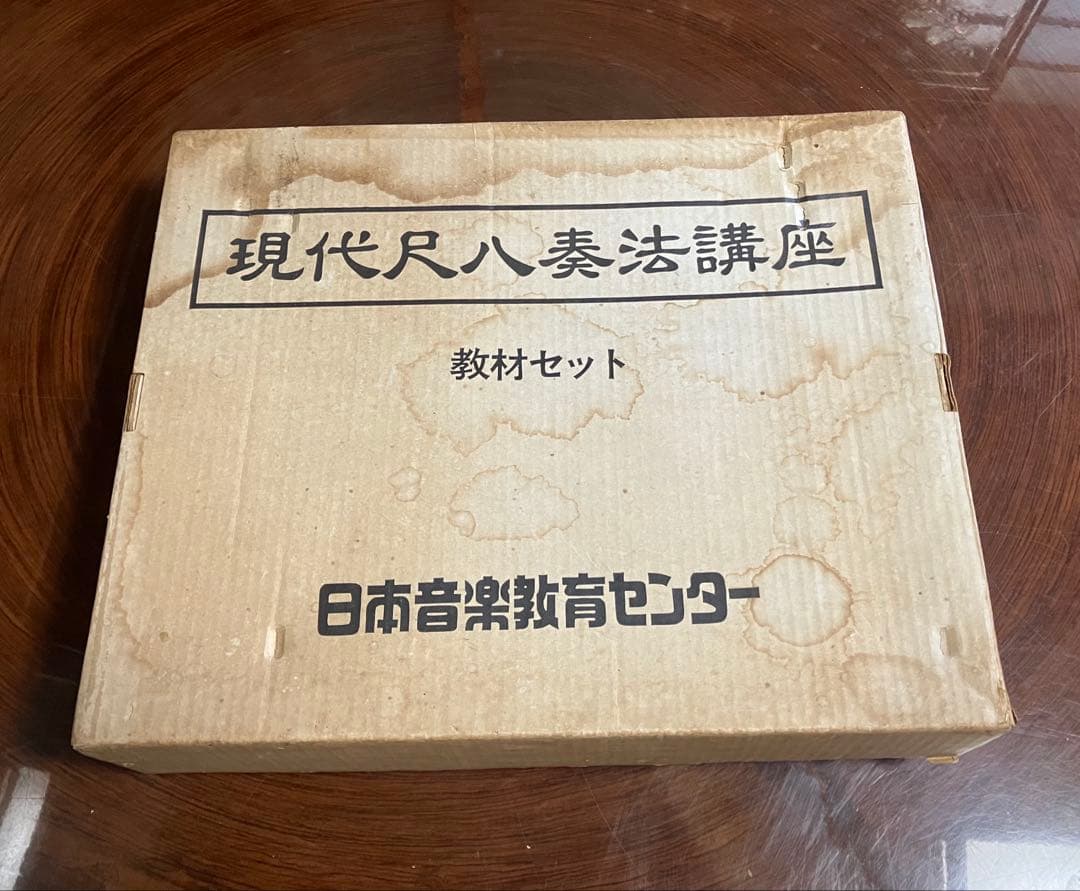 現代尺八奏法講座
教材セット
日本音楽教育センター